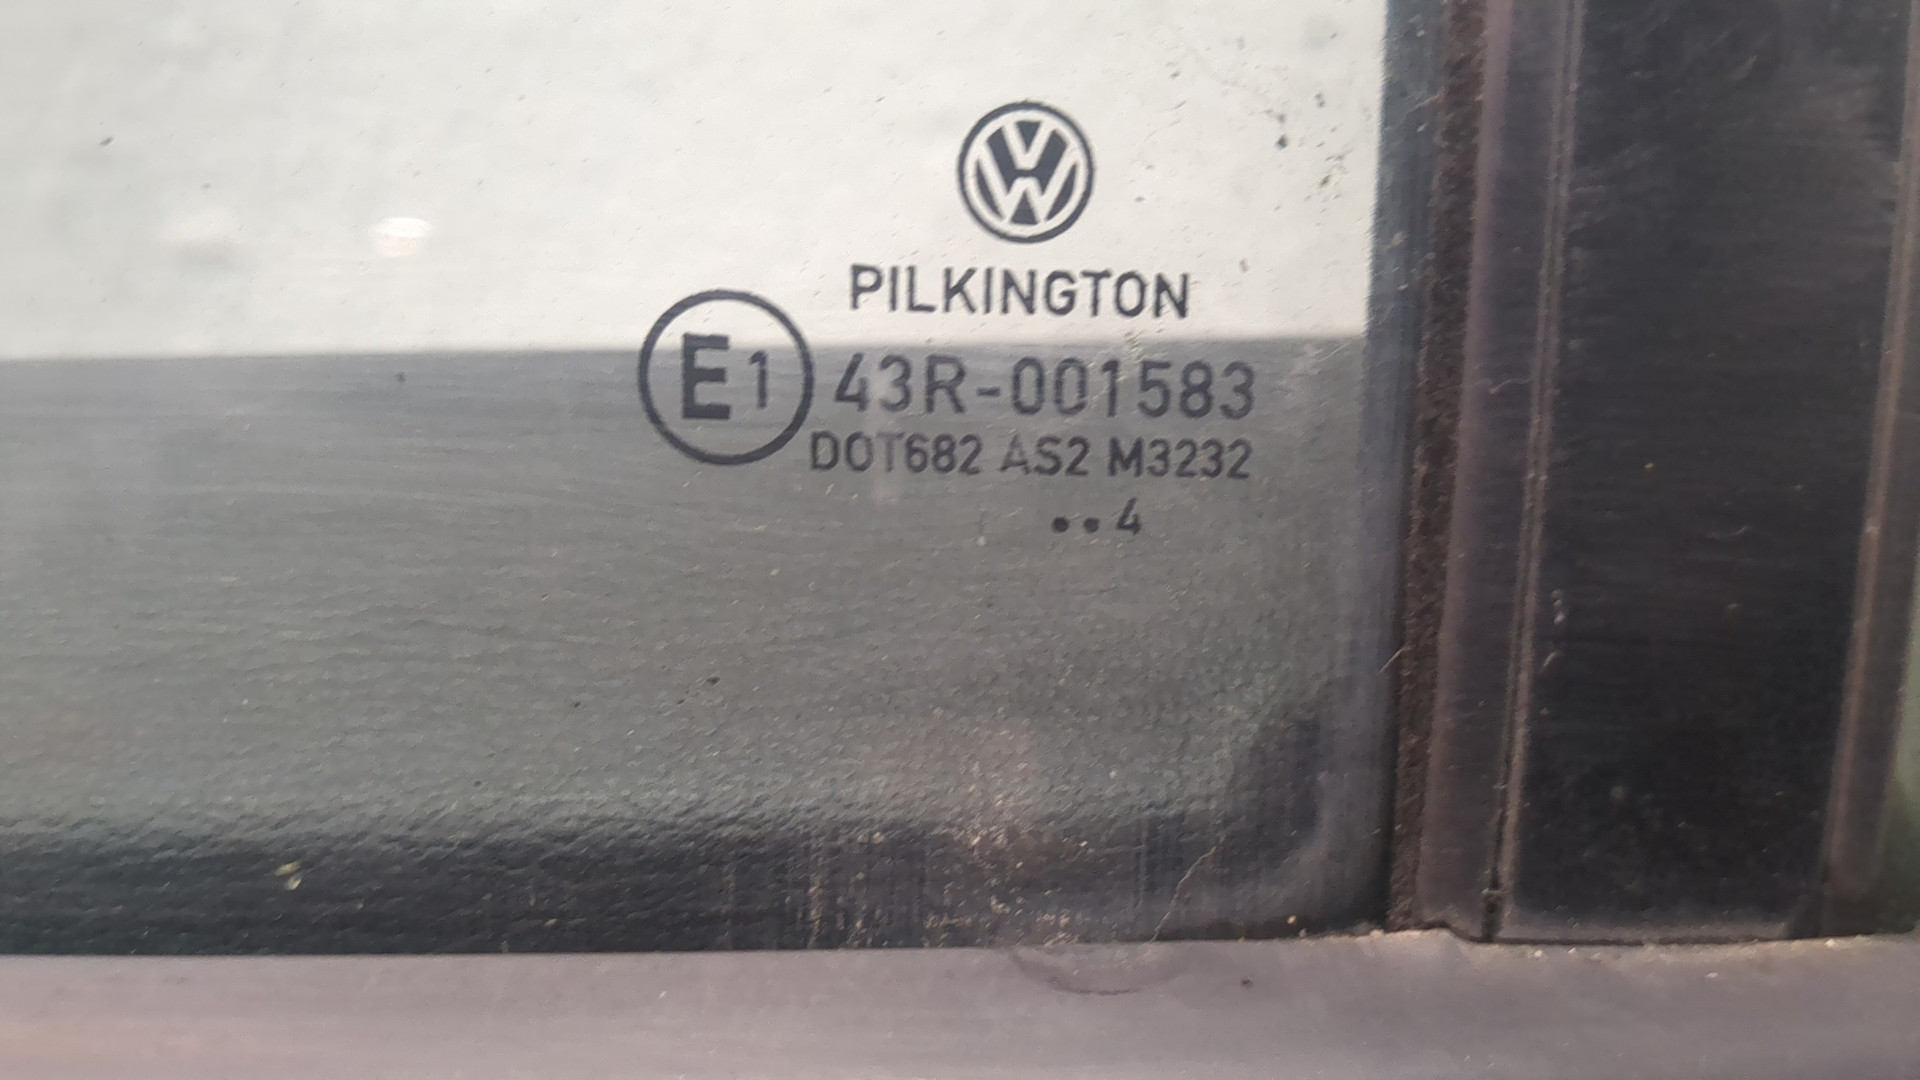 PILKINGTON
E1 43R-001583
DOT682 AS2 M3232
••4